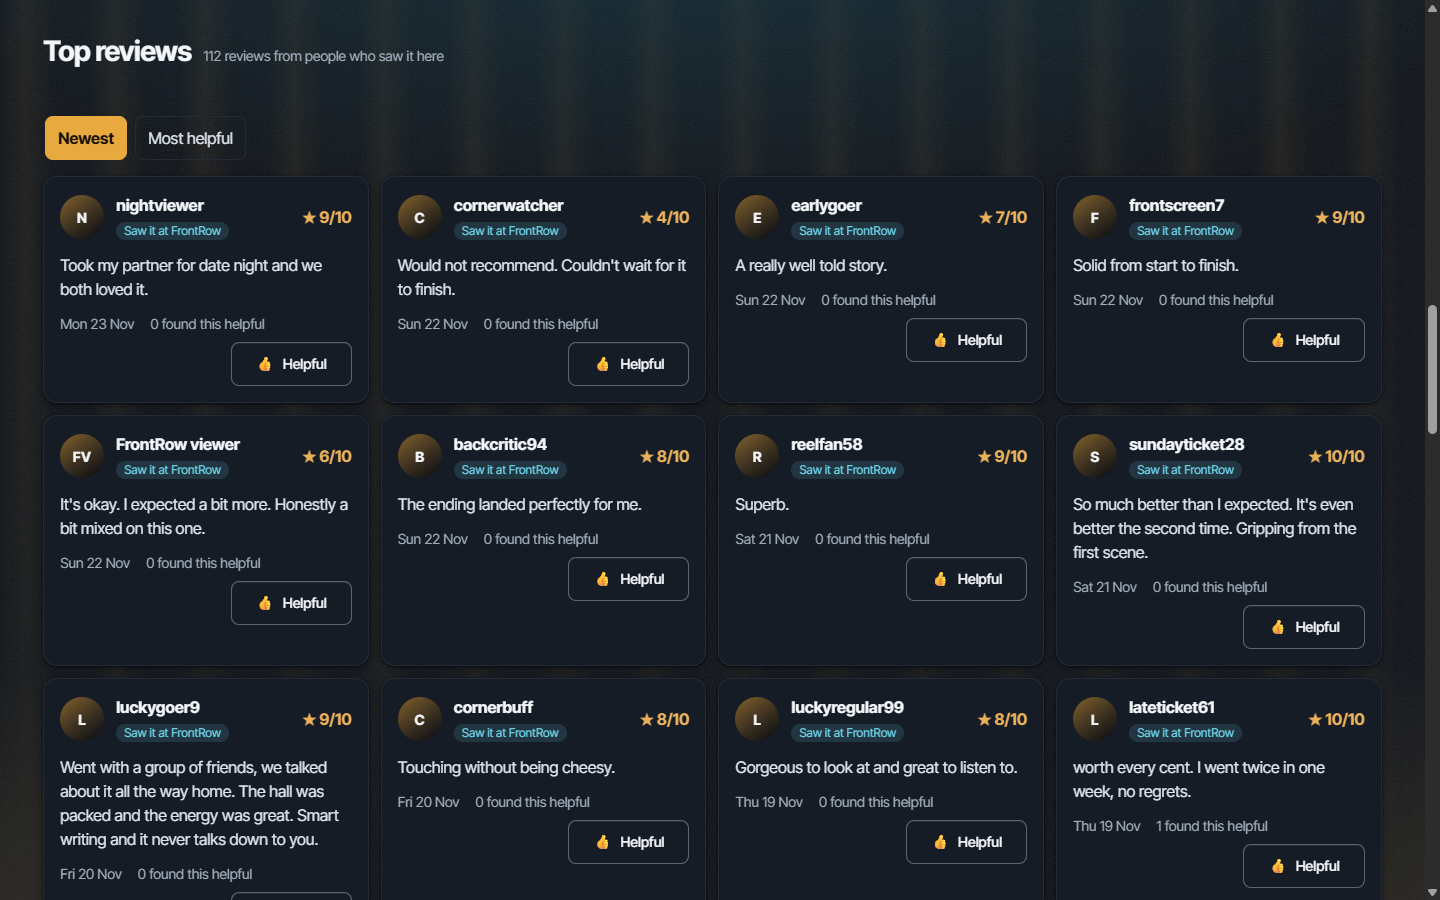 Top reviews 112 reviews from people who saw it here
Newest Most helpful
N nightviewer ★ 9/10
Saw it at FrontRow
Took my partner for date night and we
both loved it.
Mon 23 Nov 0 found this helpful
👍 Helpful
C cornerwatcher ★ 4/10
Saw it at FrontRow
Would not recommend. Couldn't wait for it
to finish.
Sun 22 Nov 0 found this helpful
👍 Helpful
E earlygoer ★ 7/10
Saw it at FrontRow
A really well told story.
Sun 22 Nov 0 found this helpful
👍 Helpful
F frontscreen7 ★ 9/10
Saw it at FrontRow
Solid from start to finish.
Sun 22 Nov 0 found this helpful
👍 Helpful
FV FrontRow viewer ★ 6/10
Saw it at FrontRow
It's okay. I expected a bit more. Honestly a
bit mixed on this one.
Sun 22 Nov 0 found this helpful
👍 Helpful
B backcritic94 ★ 8/10
Saw it at FrontRow
The ending landed perfectly for me.
Sun 22 Nov 0 found this helpful
👍 Helpful
R reelfan58 ★ 9/10
Saw it at FrontRow
Superb.
Sat 21 Nov 0 found this helpful
👍 Helpful
S sundayticket28 ★ 10/10
Saw it at FrontRow
So much better than I expected. It's even
better the second time. Gripping from the
first scene.
Sat 21 Nov 0 found this helpful
👍 Helpful
L luckygoer9 ★ 9/10
Saw it at FrontRow
Went with a group of friends, we talked
about it all the way home. The hall was
packed and the energy was great. Smart
writing and it never talks down to you.
Fri 20 Nov 0 found this helpful
C cornerbuff ★ 8/10
Saw it at FrontRow
Touching without being cheesy.
Fri 20 Nov 0 found this helpful
👍 Helpful
L luckyregular99 ★ 8/10
Saw it at FrontRow
Gorgeous to look at and great to listen to.
Thu 19 Nov 0 found this helpful
👍 Helpful
L lateticket61 ★ 10/10
Saw it at FrontRow
worth every cent. I went twice in one
week, no regrets.
Thu 19 Nov 1 found this helpful
👍 Helpful